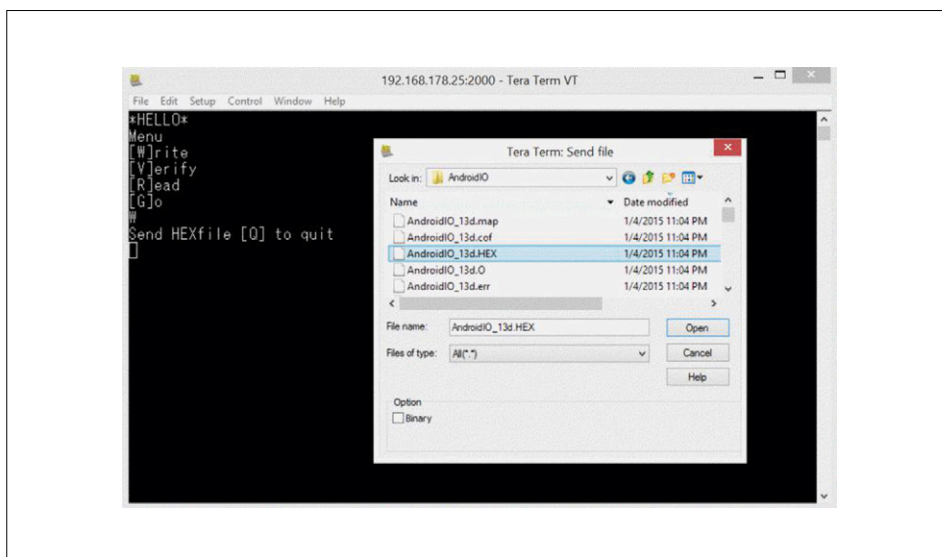 192.168.178.25:2000 - Tera Term VT
File Edit Setup Control Window Help
*HELLO*
Menu
[W]rite
[V]erify
[R]ead
[G]o
W
Send HEXfile [Q] to quit
Tera Term: Send file
Look in: AndroidIO
Name Date modified
AndroidIO_13d.map 1/4/2015 11:04 PM
AndroidIO_13d.cof 1/4/2015 11:04 PM
AndroidIO_13d.HEX 1/4/2015 11:04 PM
AndroidIO_13d.O 1/4/2015 11:04 PM
AndroidIO_13d.err 1/4/2015 11:04 PM
File name: AndroidIO_13d.HEX Open
Files of type: All(*.*) Cancel
Help
Option
Binary